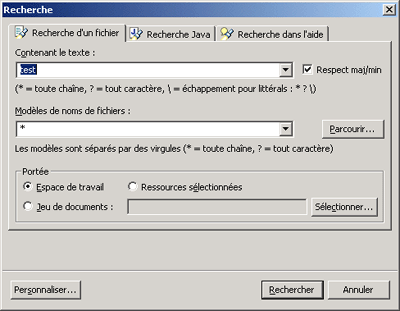 Recherche
Recherche d'un fichier
Recherche Java
Recherche dans l'aide
Contenant le texte :
test
Respect maj/min
(* = toute chaîne, ? = tout caractère, \ = échappement pour littérals : * ? \)
Modèles de noms de fichiers :
*
Parcourir...
Les modèles sont séparés par des virgules (* = toute chaîne, ? = tout caractère)
Portée
Espace de travail
Ressources sélectionnées
Jeu de documents :
Sélectionner...
Personnaliser...
Rechercher
Annuler